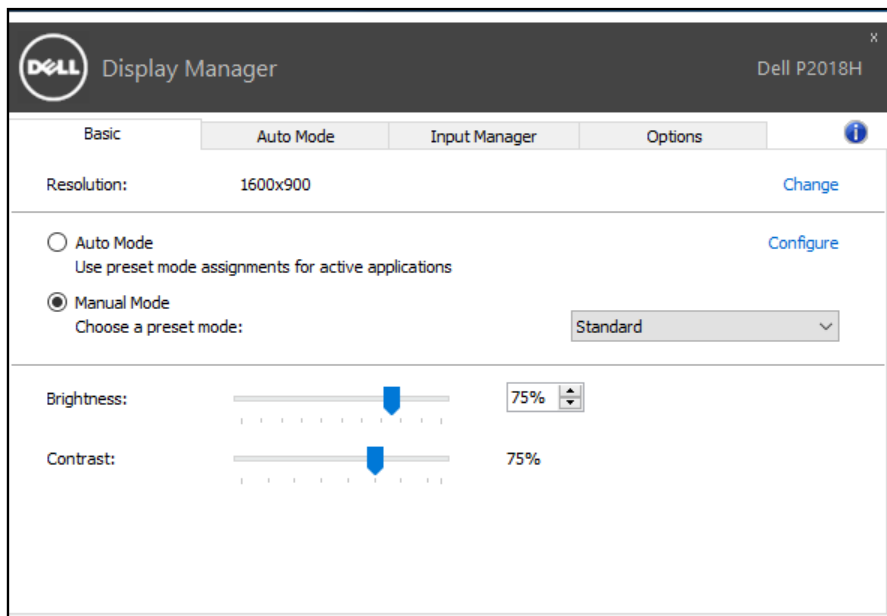 DELL Display Manager Dell P2018H x
Basic Auto Mode Input Manager Options i
Resolution: 1600x900 Change
Auto Mode Configure
Use preset mode assignments for active applications
Manual Mode
Choose a preset mode: Standard
Brightness: 75%
Contrast: 75%